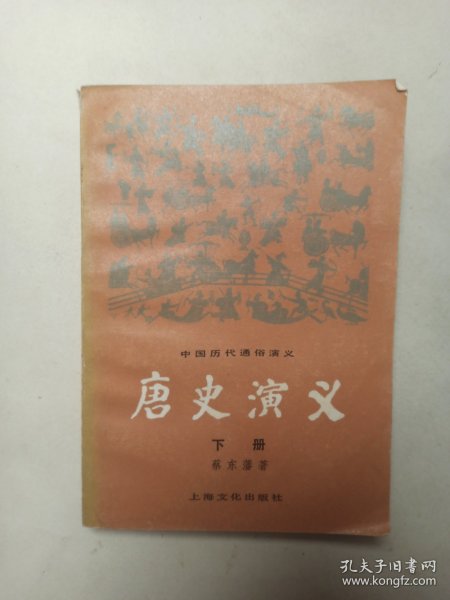 中国历代通俗演义
唐史演义
下册
蔡东藩著
上海文化出版社
孔夫子旧书网
www.kongfz.com